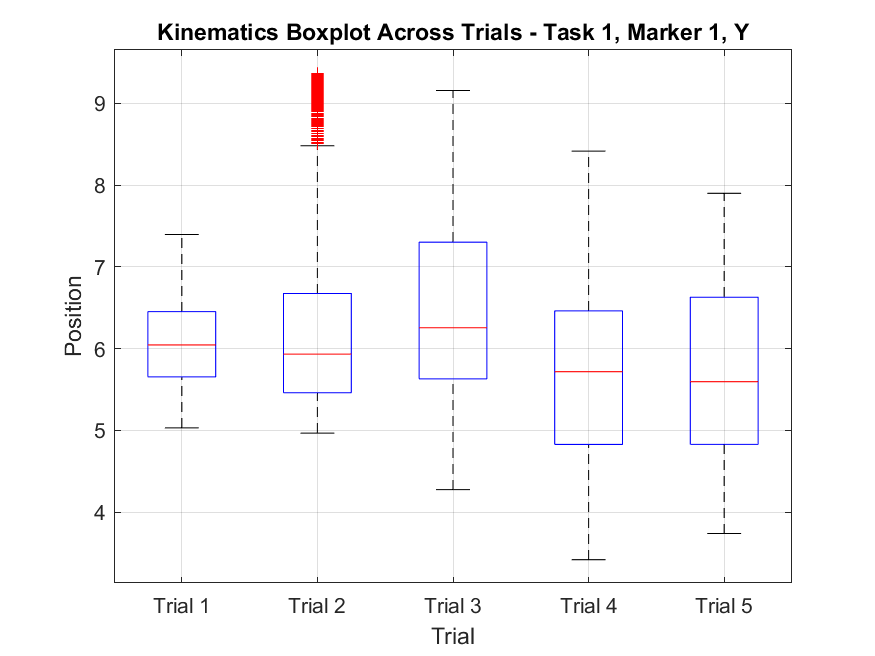 Kinematics Boxplot Across Trials - Task 1, Marker 1, Y
Position
9
8
7
6
5
4
Trial 1 Trial 2 Trial 3 Trial 4 Trial 5
Trial